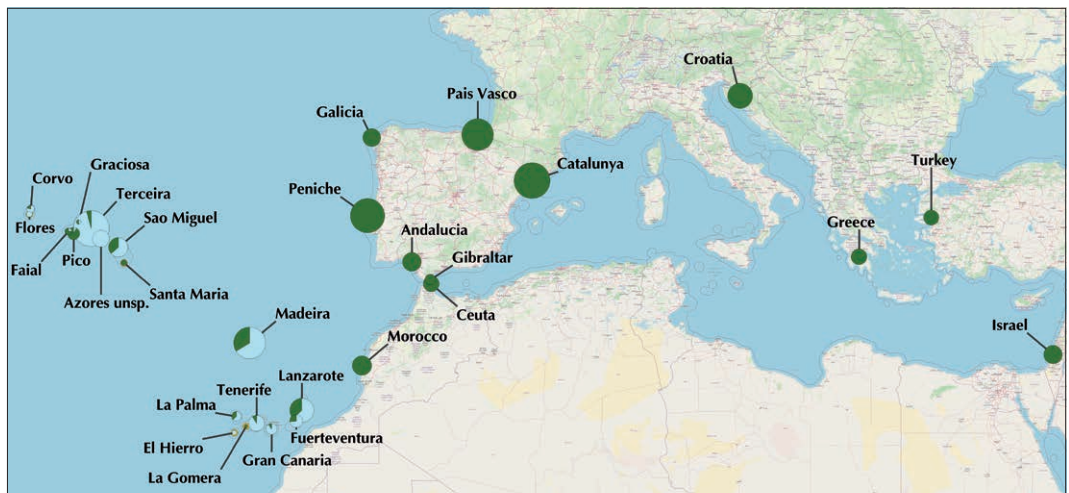 Croatia
Pais Vasco
Galicia
Catalunya
Turkey
Graciosa
Corvo
Terceira
Peniche
Sao Miguel
Flores
Andalucia
Greece
Pico
Gibraltar
Faial
Santa Maria
Azores unsp.
Madeira
Ceuta
Israel
Morocco
Lanzarote
Tenerife
La Palma
Fuerteventura
El Hierro
Gran Canaria
La Gomera